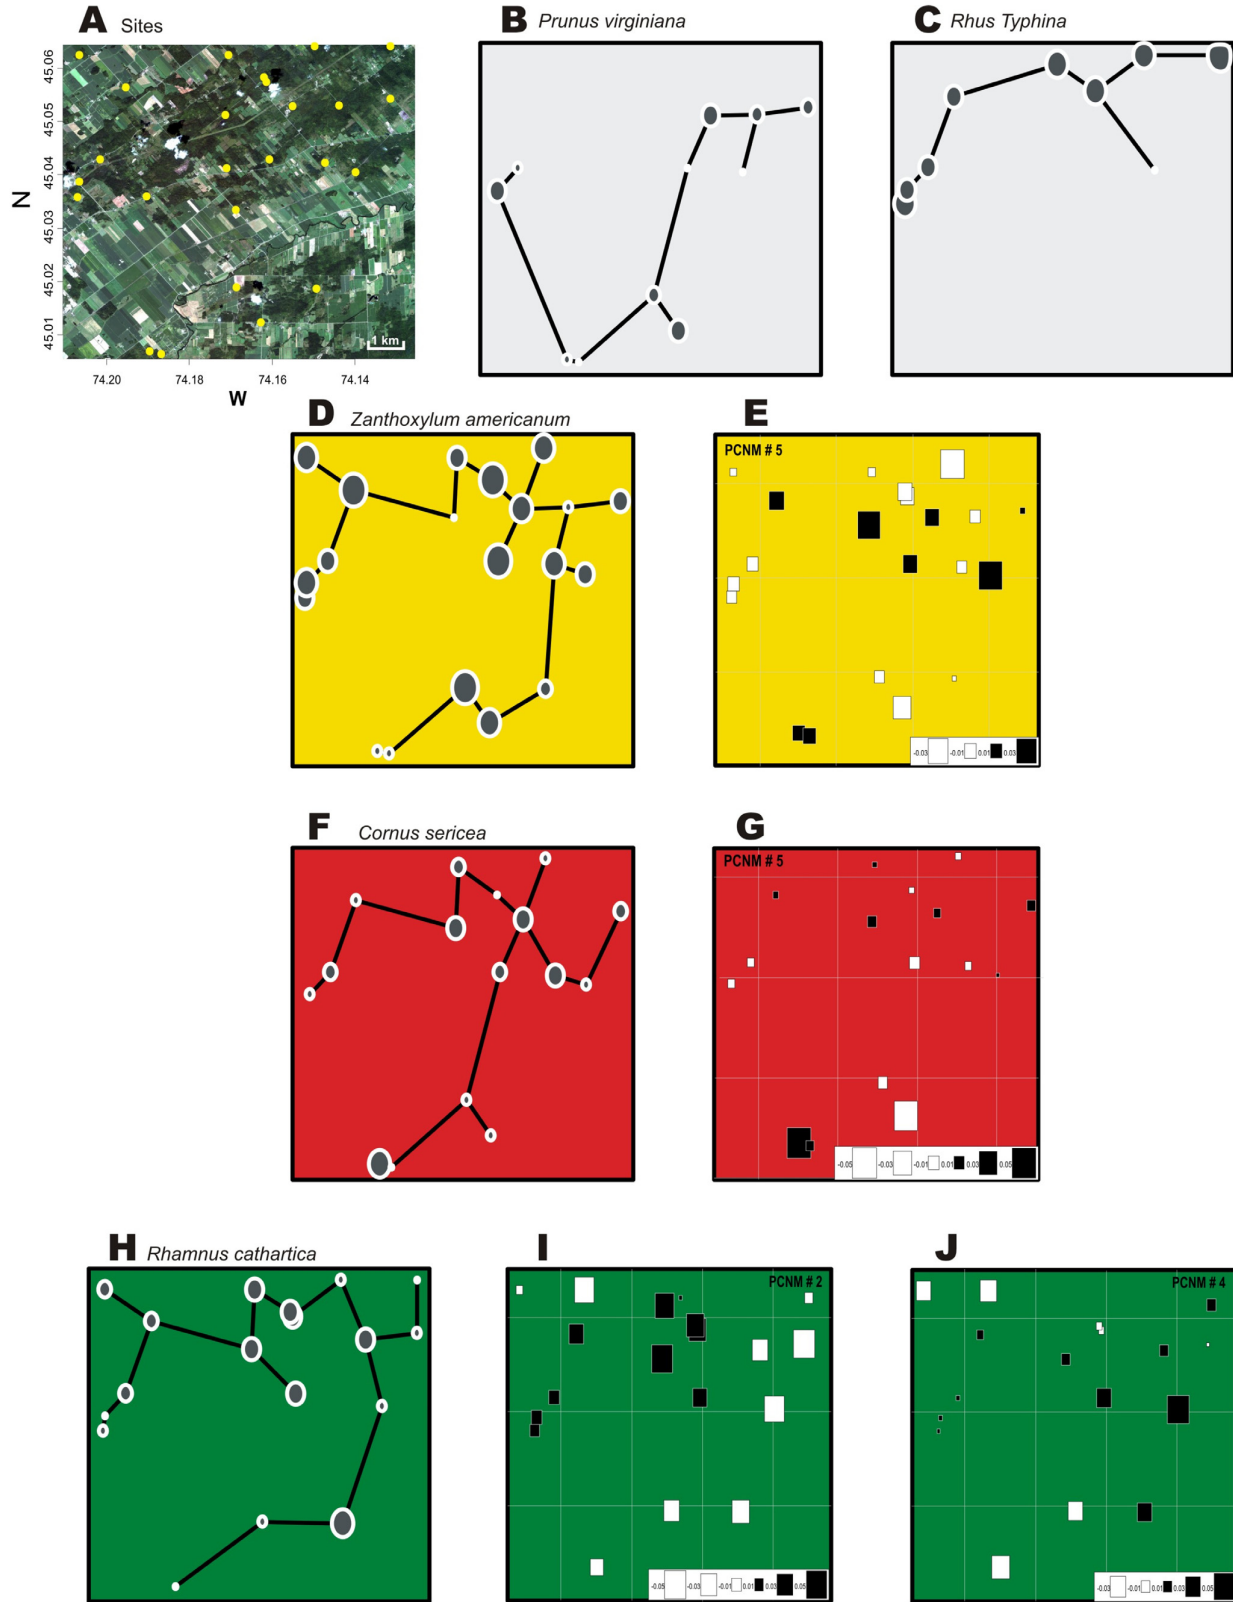 A Sites
B Prunus virginiana
C Rhus Typhina
45.06
45.05
45.04
45.03
45.02
45.01
N
1 km
74.20 74.18 74.16 74.14
W
D Zanthoxylum americanum
E
PCNM # 5
-0.03 -0.01 0.01 0.03
F Cornus sericea
G
PCNM # 5
-0.05 -0.03 -0.01 0.01 0.03 0.05
H Rhamnus cathartica
I
J
PCNM # 2
PCNM # 4
-0.05 -0.03 -0.01 0.01 0.03 0.05
-0.03 -0.01 0.01 0.03 0.05